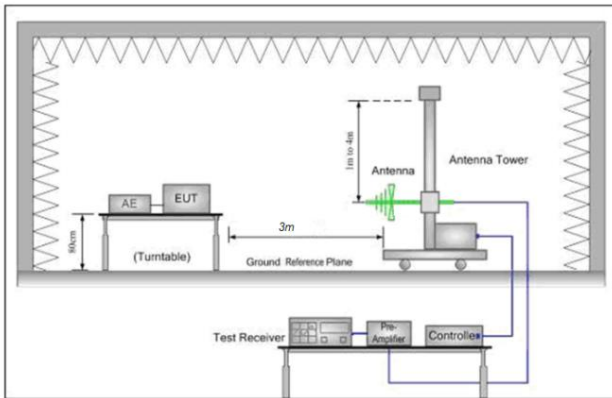 1m to 4m
Antenna
Antenna Tower
AE
EUT
80cm
(Turntable)
3m
Ground Reference Plane
Test Receiver
Pre-
Amplifier
Controller